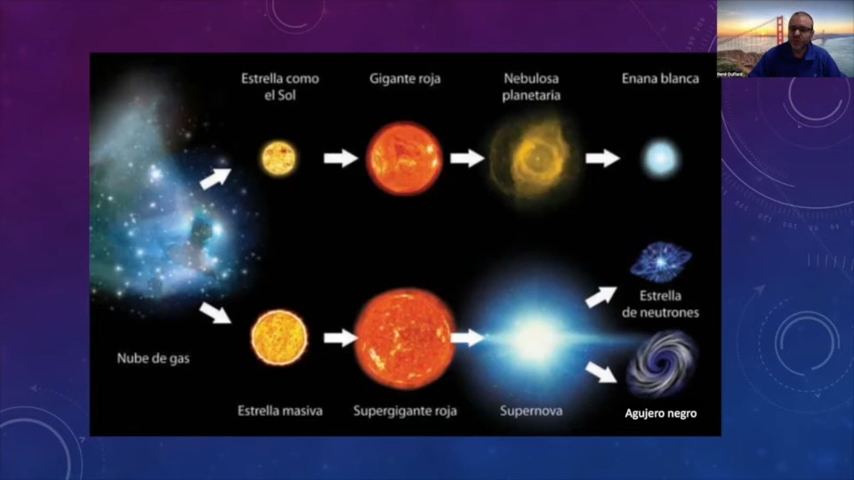 Estrella como
el Sol
Gigante roja
Nebulosa
planetaria
Enana blanca
Nube de gas
Estrella
de neutrones
Estrella masiva
Supergigante roja
Supernova
Agujero negro